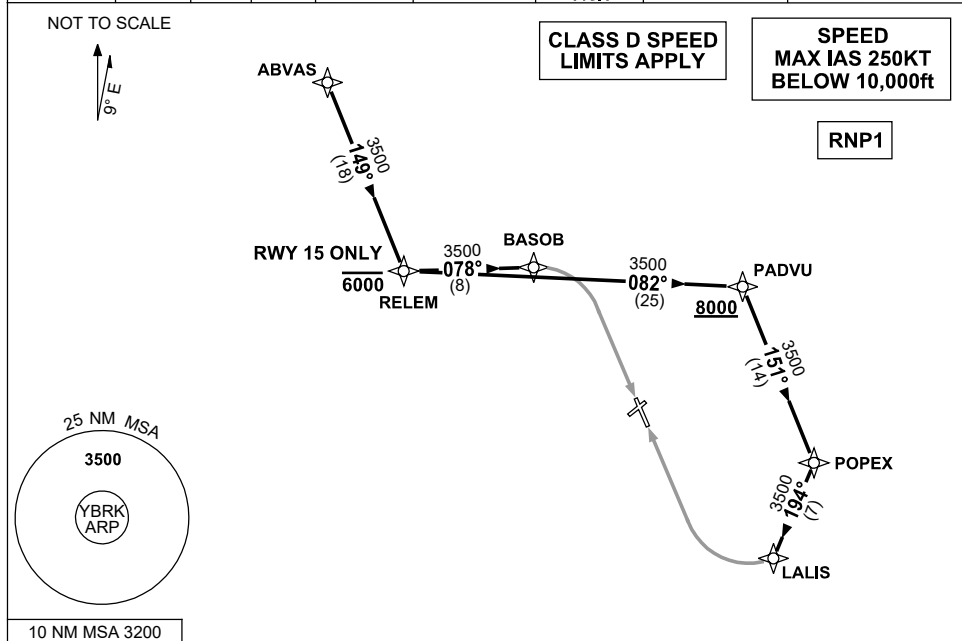 NOT TO SCALE
9° E
CLASS D SPEED
LIMITS APPLY
SPEED
MAX IAS 250KT
BELOW 10,000ft
RNP1
ABVAS
3500
149°
(18)
RWY 15 ONLY
6000
RELEM
3500
078°
(8)
BASOB
3500
082°
(25)
PADVU
8000
3500
151°
(14)
POPEX
3500
194°
(7)
LALIS
25 NM MSA
3500
YBRK
ARP
10 NM MSA 3200